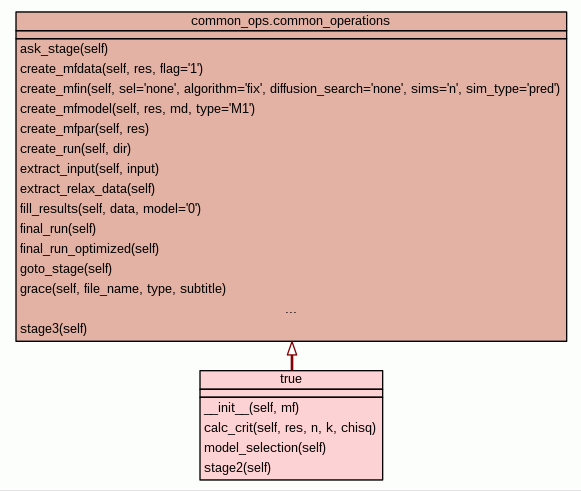 common_ops.common_operations
ask_stage(self)
create_mfdata(self, res, flag='1')
create_mfin(self, sel='none', algorithm='fix', diffusion_search='none', sims='n', sim_type='pred')
create_mfmodel(self, res, md, type='M1')
create_mfpar(self, res)
create_run(self, dir)
extract_input(self, input)
extract_relax_data(self)
fill_results(self, data, model='0')
final_run(self)
final_run_optimized(self)
goto_stage(self)
grace(self, file_name, type, subtitle)
...
stage3(self)
true
__init__(self, mf)
calc_crit(self, res, n, k, chisq)
model_selection(self)
stage2(self)